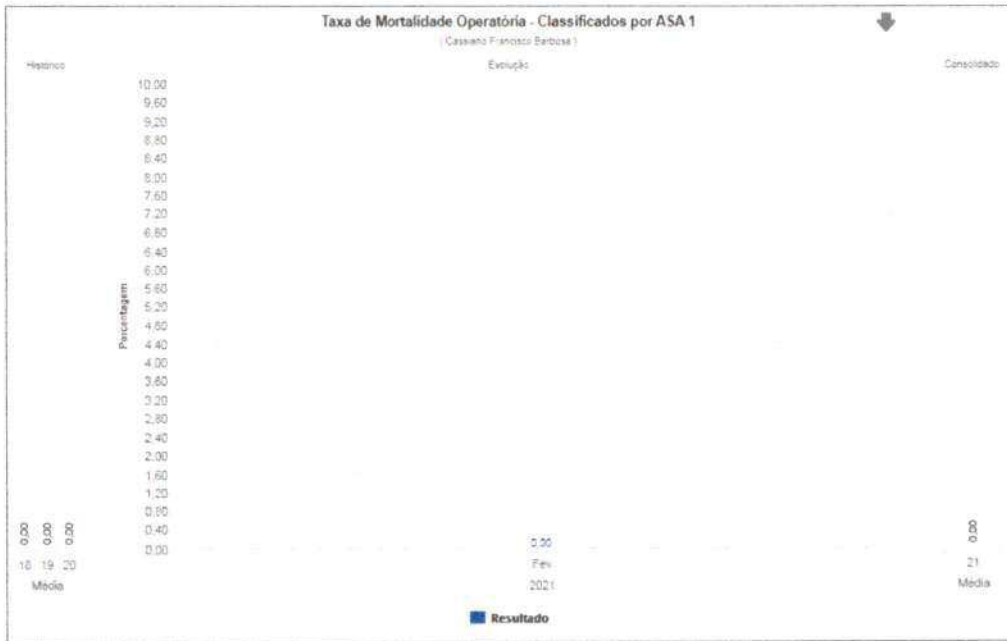 Taxa de Mortalidade Operatória - Classificados por ASA 1
( Cassiano Francisco Barbosa )
Histórico
Evolução
Consolidado
Percentagem
10,00
9,60
9,20
8,80
8,40
8,00
7,60
7,20
6,80
6,40
6,00
5,60
5,20
4,80
4,40
4,00
3,60
3,20
2,80
2,40
2,00
1,60
1,20
0,80
0,40
0,00
0,00 0,00 0,00
18 19 20
Média
0,00
Fev
2021
0,00
21
Média
Resultado